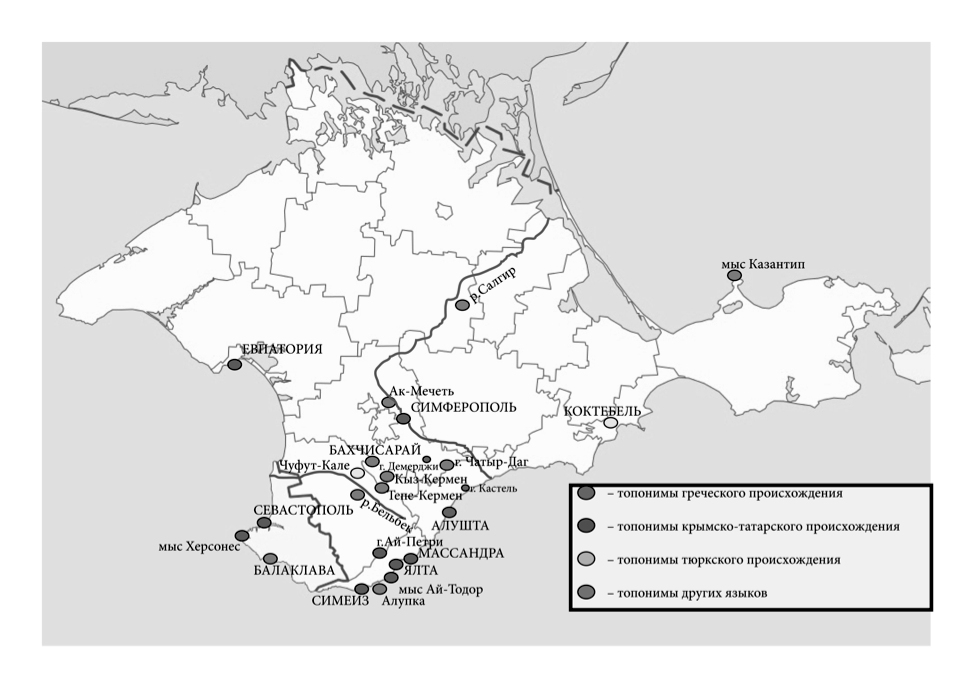 мыс Казантип
р.Салгир
ЕВПАТОРИЯ
Ак-Мечеть
СИМФЕРОПОЛЬ
КОКТЕБЕЛЬ
БАХЧИСАРАЙ
Чуфут-Кале
г. Демерджи
г. Чатыр-Даг
Кыз-Кермен
Тепе-Кермен
г. Кастель
р.Бельбек
СЕВАСТОПОЛЬ
АЛУШТА
мыс Херсонес
г.Ай-Петри
МАССАНДРА
БАЛАКЛАВА
ЯЛТА
мыс Ай-Тодор
СИМЕИЗ
Алупка
– топонимы греческого происхождения
– топонимы крымско-татарского происхождения
– топонимы тюркского происхождения
– топонимы других языков